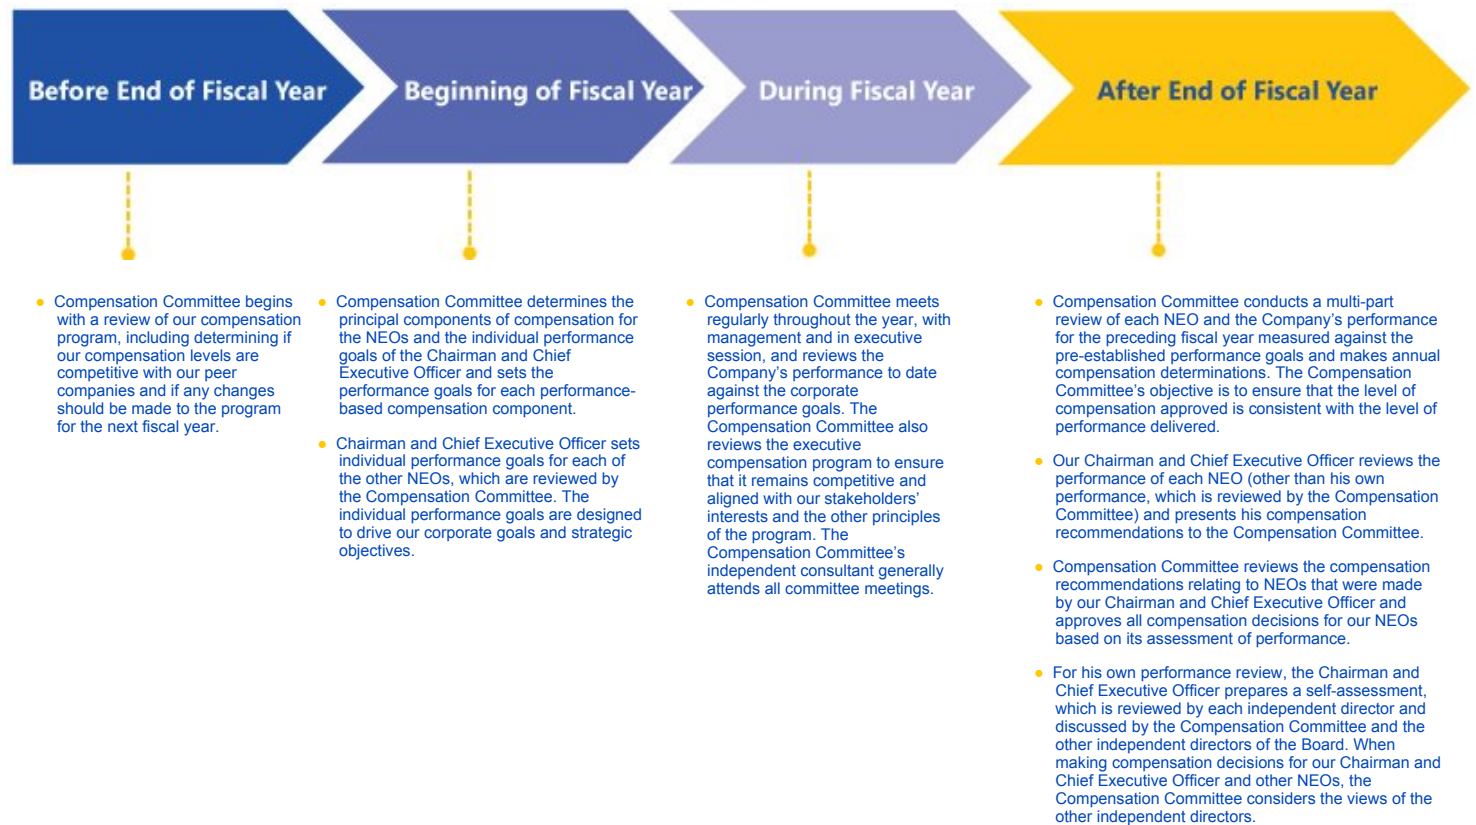 Before End of Fiscal Year
Beginning of Fiscal Year
During Fiscal Year
After End of Fiscal Year
● Compensation Committee begins
with a review of our compensation
program, including determining if
our compensation levels are
competitive with our peer
companies and if any changes
should be made to the program
for the next fiscal year.
● Compensation Committee determines the
principal components of compensation for
the NEOs and the individual performance
goals of the Chairman and Chief
Executive Officer and sets the
performance goals for each performance-
based compensation component.
● Chairman and Chief Executive Officer sets
individual performance goals for each of
the other NEOs, which are reviewed by
the Compensation Committee. The
individual performance goals are designed
to drive our corporate goals and strategic
objectives.
● Compensation Committee meets
regularly throughout the year, with
management and in executive
session, and reviews the
Company's performance to date
against the corporate
performance goals. The
Compensation Committee also
reviews the executive
compensation program to ensure
that it remains competitive and
aligned with our stakeholders'
interests and the other principles
of the program. The
Compensation Committee's
independent consultant generally
attends all committee meetings.
● Compensation Committee conducts a multi-part
review of each NEO and the Company's performance
for the preceding fiscal year measured against the
pre-established performance goals and makes annual
compensation determinations. The Compensation
Committee's objective is to ensure that the level of
compensation approved is consistent with the level of
performance delivered.
● Our Chairman and Chief Executive Officer reviews the
performance of each NEO (other than his own
performance, which is reviewed by the Compensation
Committee) and presents his compensation
recommendations to the Compensation Committee.
● Compensation Committee reviews the compensation
recommendations relating to NEOs that were made
by our Chairman and Chief Executive Officer and
approves all compensation decisions for our NEOs
based on its assessment of performance.
● For his own performance review, the Chairman and
Chief Executive Officer prepares a self-assessment,
which is reviewed by each independent director and
discussed by the Compensation Committee and the
other independent directors of the Board. When
making compensation decisions for our Chairman and
Chief Executive Officer and other NEOs, the
Compensation Committee considers the views of the
other independent directors.